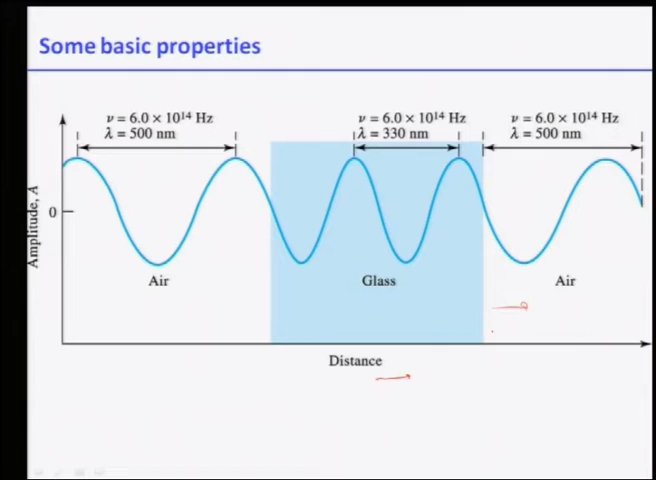 Some basic properties
ν = 6.0 × 10¹⁴ Hz
λ = 500 nm
ν = 6.0 × 10¹⁴ Hz
λ = 330 nm
ν = 6.0 × 10¹⁴ Hz
λ = 500 nm
Amplitude, A
0
Air
Glass
Air
Distance